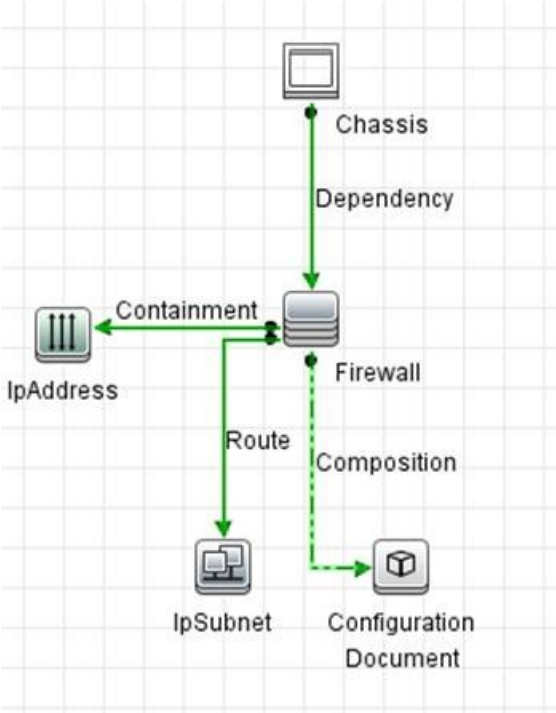 Chassis
Dependency
Containment
Firewall
IpAddress
Route
Composition
IpSubnet
Configuration
Document